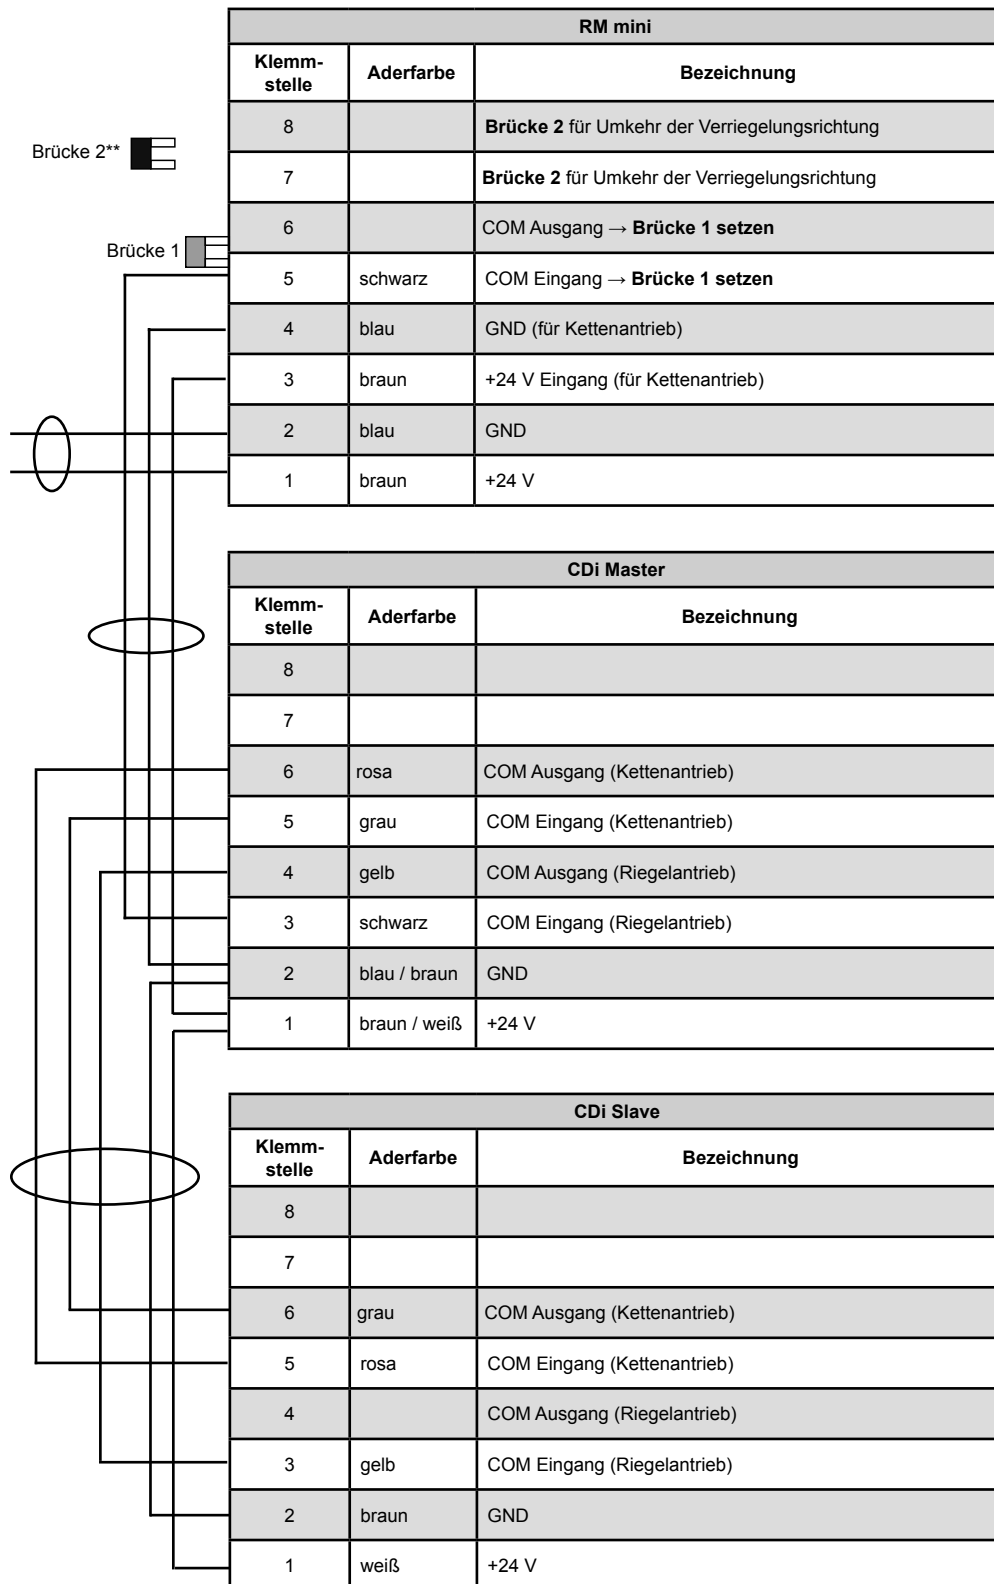 RM mini
Klemm-
stelle Aderfarbe Bezeichnung
8 Brücke 2 für Umkehr der Verriegelungsrichtung
Brücke 2**
7 Brücke 2 für Umkehr der Verriegelungsrichtung
6 COM Ausgang → Brücke 1 setzen
Brücke 1
5 schwarz COM Eingang → Brücke 1 setzen
4 blau GND (für Kettenantrieb)
3 braun +24 V Eingang (für Kettenantrieb)
2 blau GND
1 braun +24 V
CDi Master
Klemm-
stelle Aderfarbe Bezeichnung
8
7
6 rosa COM Ausgang (Kettenantrieb)
5 grau COM Eingang (Kettenantrieb)
4 gelb COM Ausgang (Riegelantrieb)
3 schwarz COM Eingang (Riegelantrieb)
2 blau / braun GND
1 braun / weiß +24 V
CDi Slave
Klemm-
stelle Aderfarbe Bezeichnung
8
7
6 grau COM Ausgang (Kettenantrieb)
5 rosa COM Eingang (Kettenantrieb)
4 COM Ausgang (Riegelantrieb)
3 gelb COM Eingang (Riegelantrieb)
2 braun GND
1 weiß +24 V